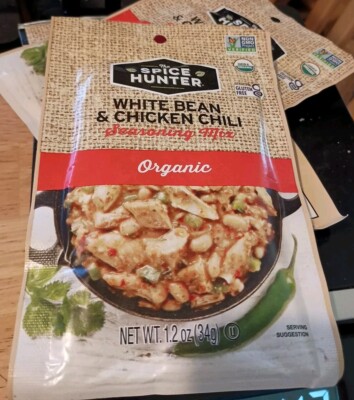 The
SPICE
HUNTER
WHITE BEAN
& CHICKEN CHILI
Seasoning Mix
Organic
USDA
GLUTEN
FREE
NET WT. 1.2 oz (34g) U
SERVING
SUGGESTION